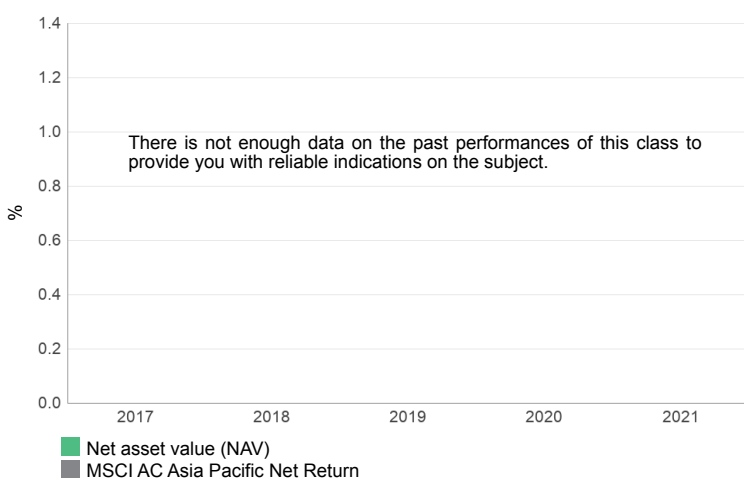 1.4
1.2
1.0
There is not enough data on the past performances of this class to
provide you with reliable indications on the subject.
0.8
%
0.6
0.4
0.2
0.0
2017 2018 2019 2020 2021
Net asset value (NAV)
MSCI AC Asia Pacific Net Return